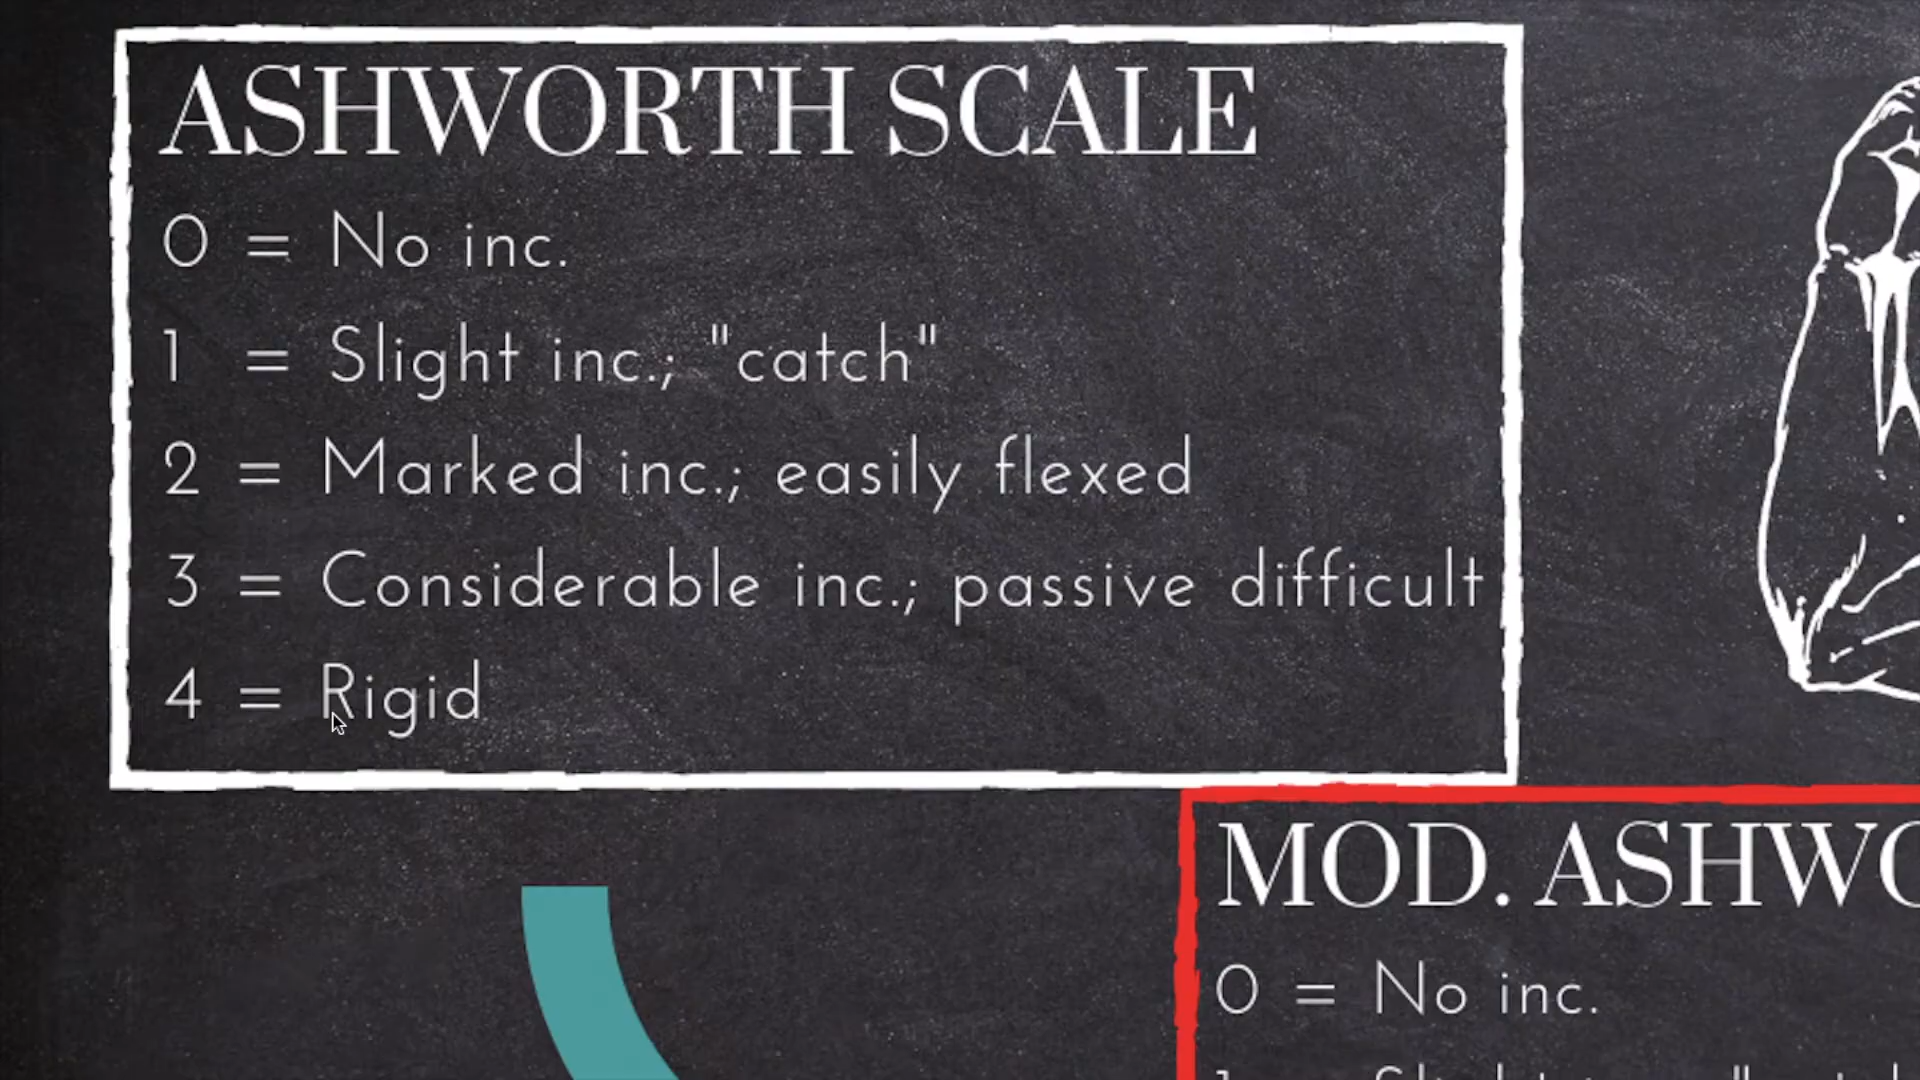 ASHWORTH SCALE
0 = No inc.
1 = Slight inc.; "catch"
2 = Marked inc.; easily flexed
3 = Considerable inc.; passive difficult
4 = Rigid
MOD. ASHWO
0 = No inc.